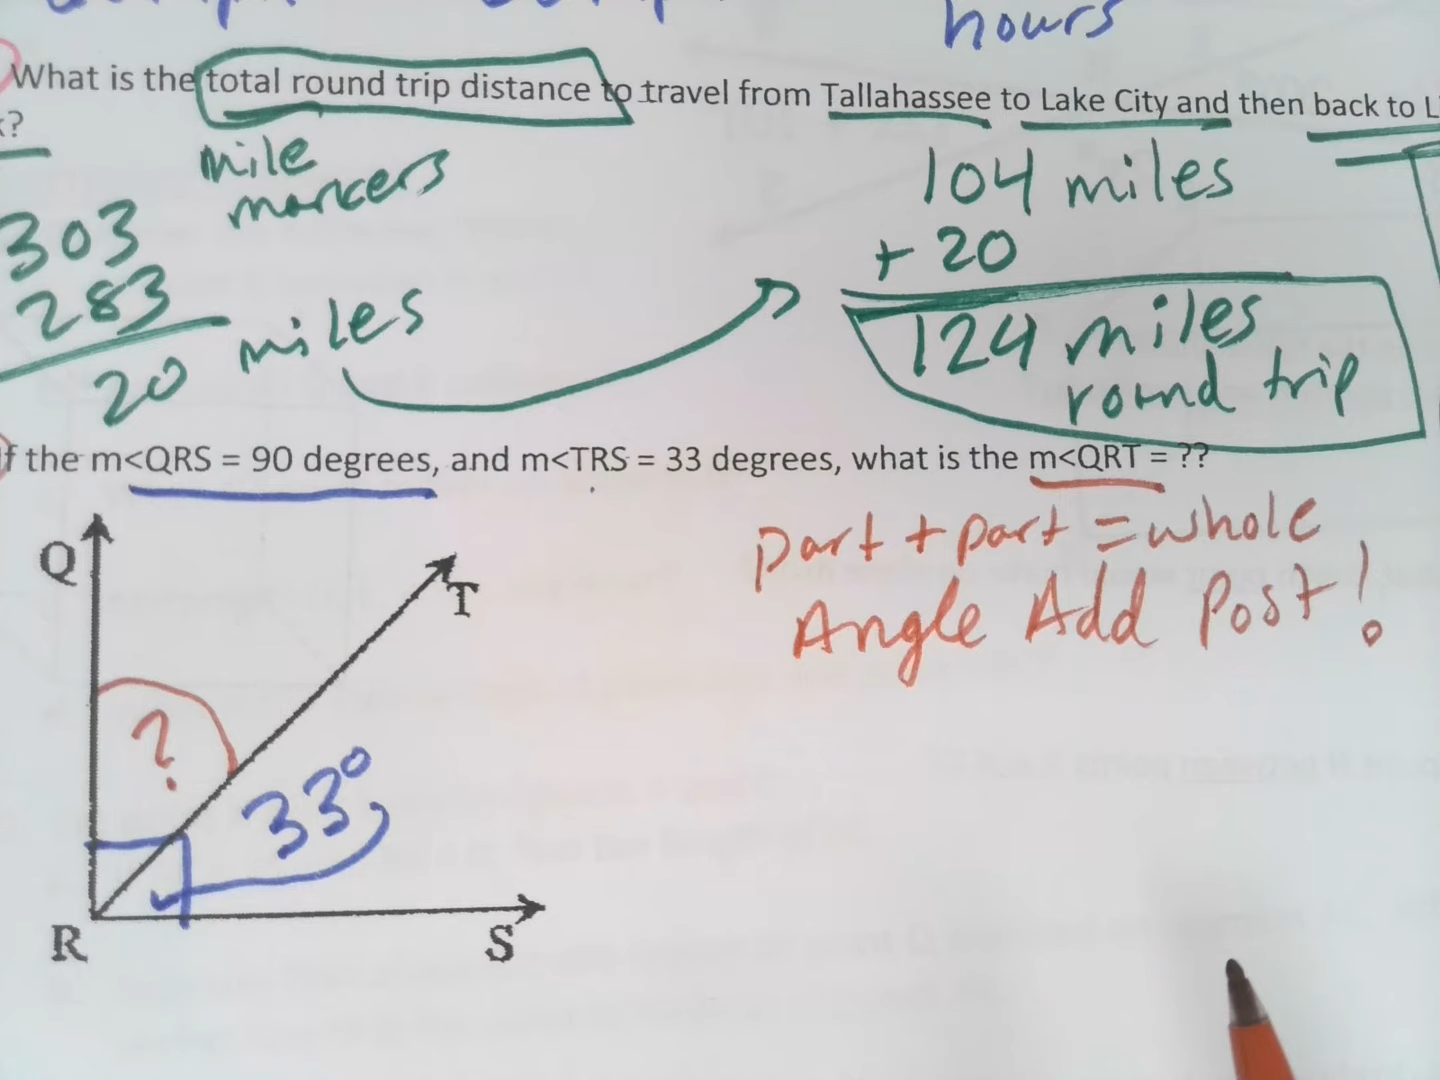 hours
What is the total round trip distance to travel from Tallahassee to Lake City and then back to L
k?
mile
markers
303
283
20 miles
104 miles
+ 20
124 miles
round trip
If the m<QRS = 90 degrees, and m<TRS = 33 degrees, what is the m<QRT = ??
part + part = whole
Angle Add Post!
Q
T
?
33°
R
S